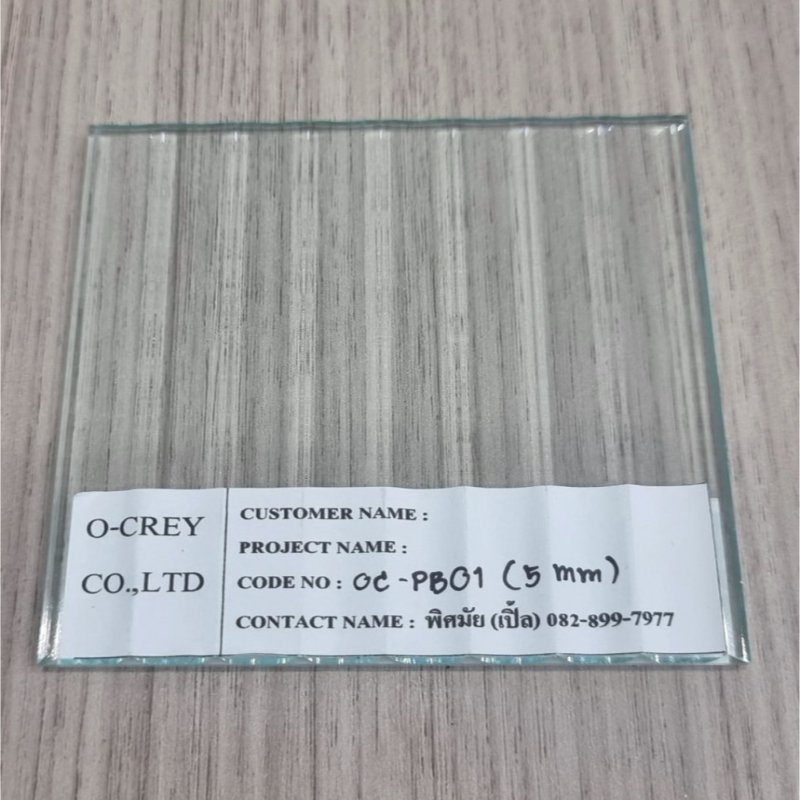 O-CREY
CO.,LTD
CUSTOMER NAME :
PROJECT NAME :
CODE NO : OC-PB01 (5 mm)
CONTACT NAME : พิศมัย (เปิ้ล) 082-899-7977